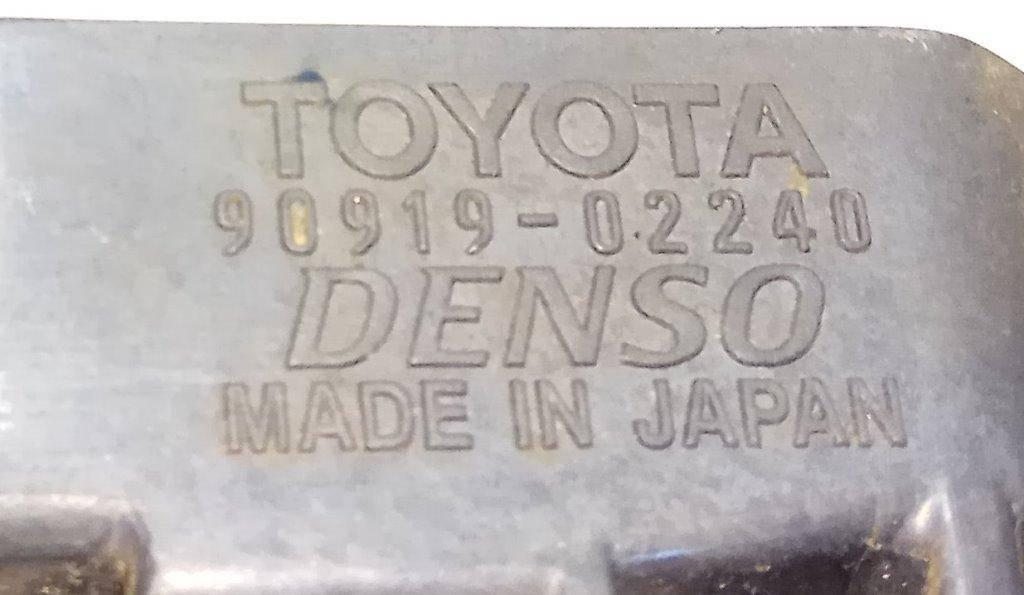 TOYOTA
90919-02240
DENSO
MADE IN JAPAN